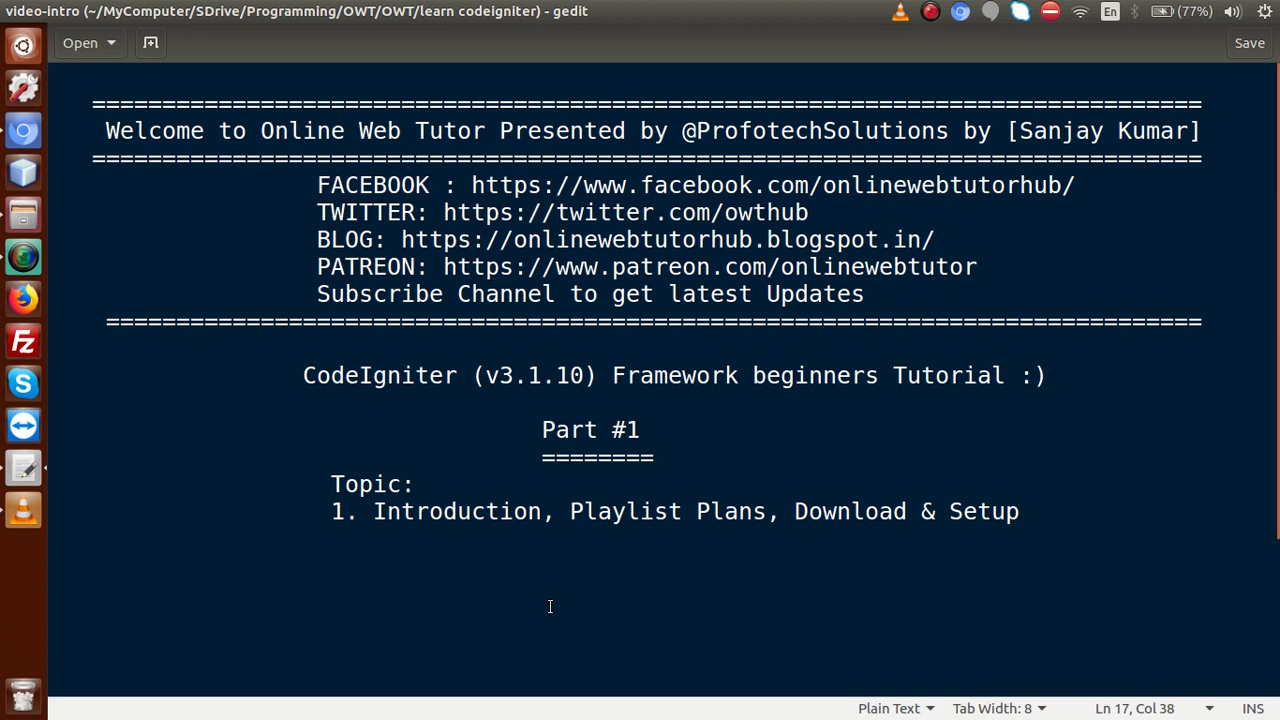 video-intro (~/MyComputer/SDrive/Programming/OWT/OWT/learn codeigniter) - gedit
En
(77%)
Open
Save
===============================================================================
Welcome to Online Web Tutor Presented by @ProfotechSolutions by [Sanjay Kumar]
===============================================================================
FACEBOOK : https://www.facebook.com/onlinewebtutorhub/
TWITTER: https://twitter.com/owthub
BLOG: https://onlinewebtutorhub.blogspot.in/
PATREON: https://www.patreon.com/onlinewebtutor
Subscribe Channel to get latest Updates
==============================================================================
CodeIgniter (v3.1.10) Framework beginners Tutorial :)
Part #1
========
Topic:
1. Introduction, Playlist Plans, Download & Setup
Plain Text
Tab Width: 8
Ln 17, Col 38
INS